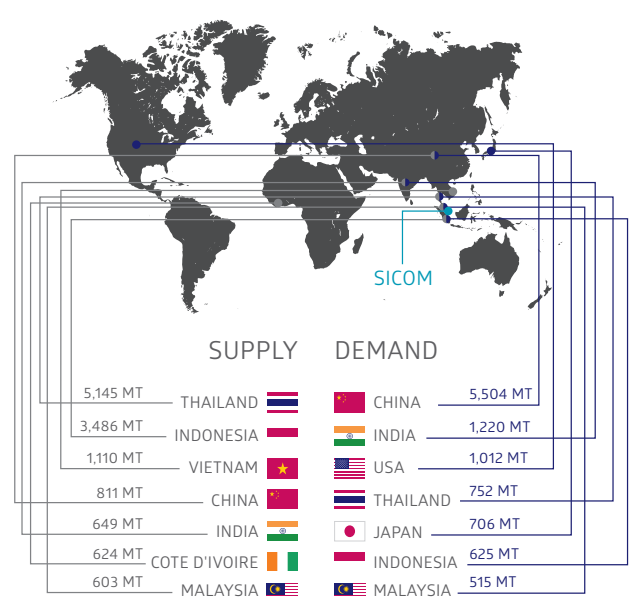 SICOM
SUPPLY DEMAND
5,145 MT THAILAND CHINA 5,504 MT
3,486 MT INDONESIA INDIA 1,220 MT
1,110 MT VIETNAM USA 1,012 MT
811 MT CHINA THAILAND 752 MT
649 MT INDIA JAPAN 706 MT
624 MT COTE D'IVOIRE INDONESIA 625 MT
603 MT MALAYSIA MALAYSIA 515 MT